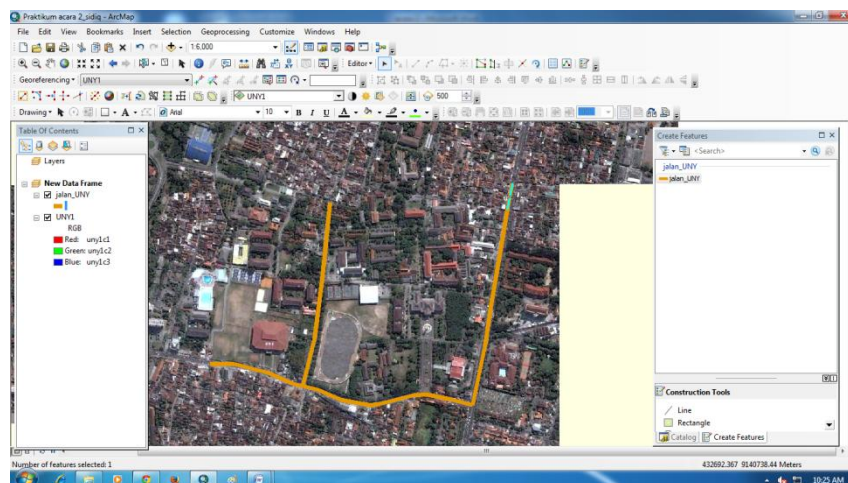 Praktikum acara 2_sidiq - ArcMap
File Edit View Bookmarks Insert Selection Geoprocessing Customize Windows Help
1:6.000
Editor
Georeferencing UNY1
UNY1 500
Drawing A Arial 10 B I U A
Table Of Contents
Layers
New Data Frame
jalan_UNY
UNY1
RGB
Red: uny1c1
Green: uny1c2
Blue: uny1c3
Create Features
<Search>
jalan_UNY
jalan_UNY
Construction Tools
Line
Rectangle
Catalog Create Features
Number of features selected: 1
432692.367 9140738.44 Meters
10:25 AM